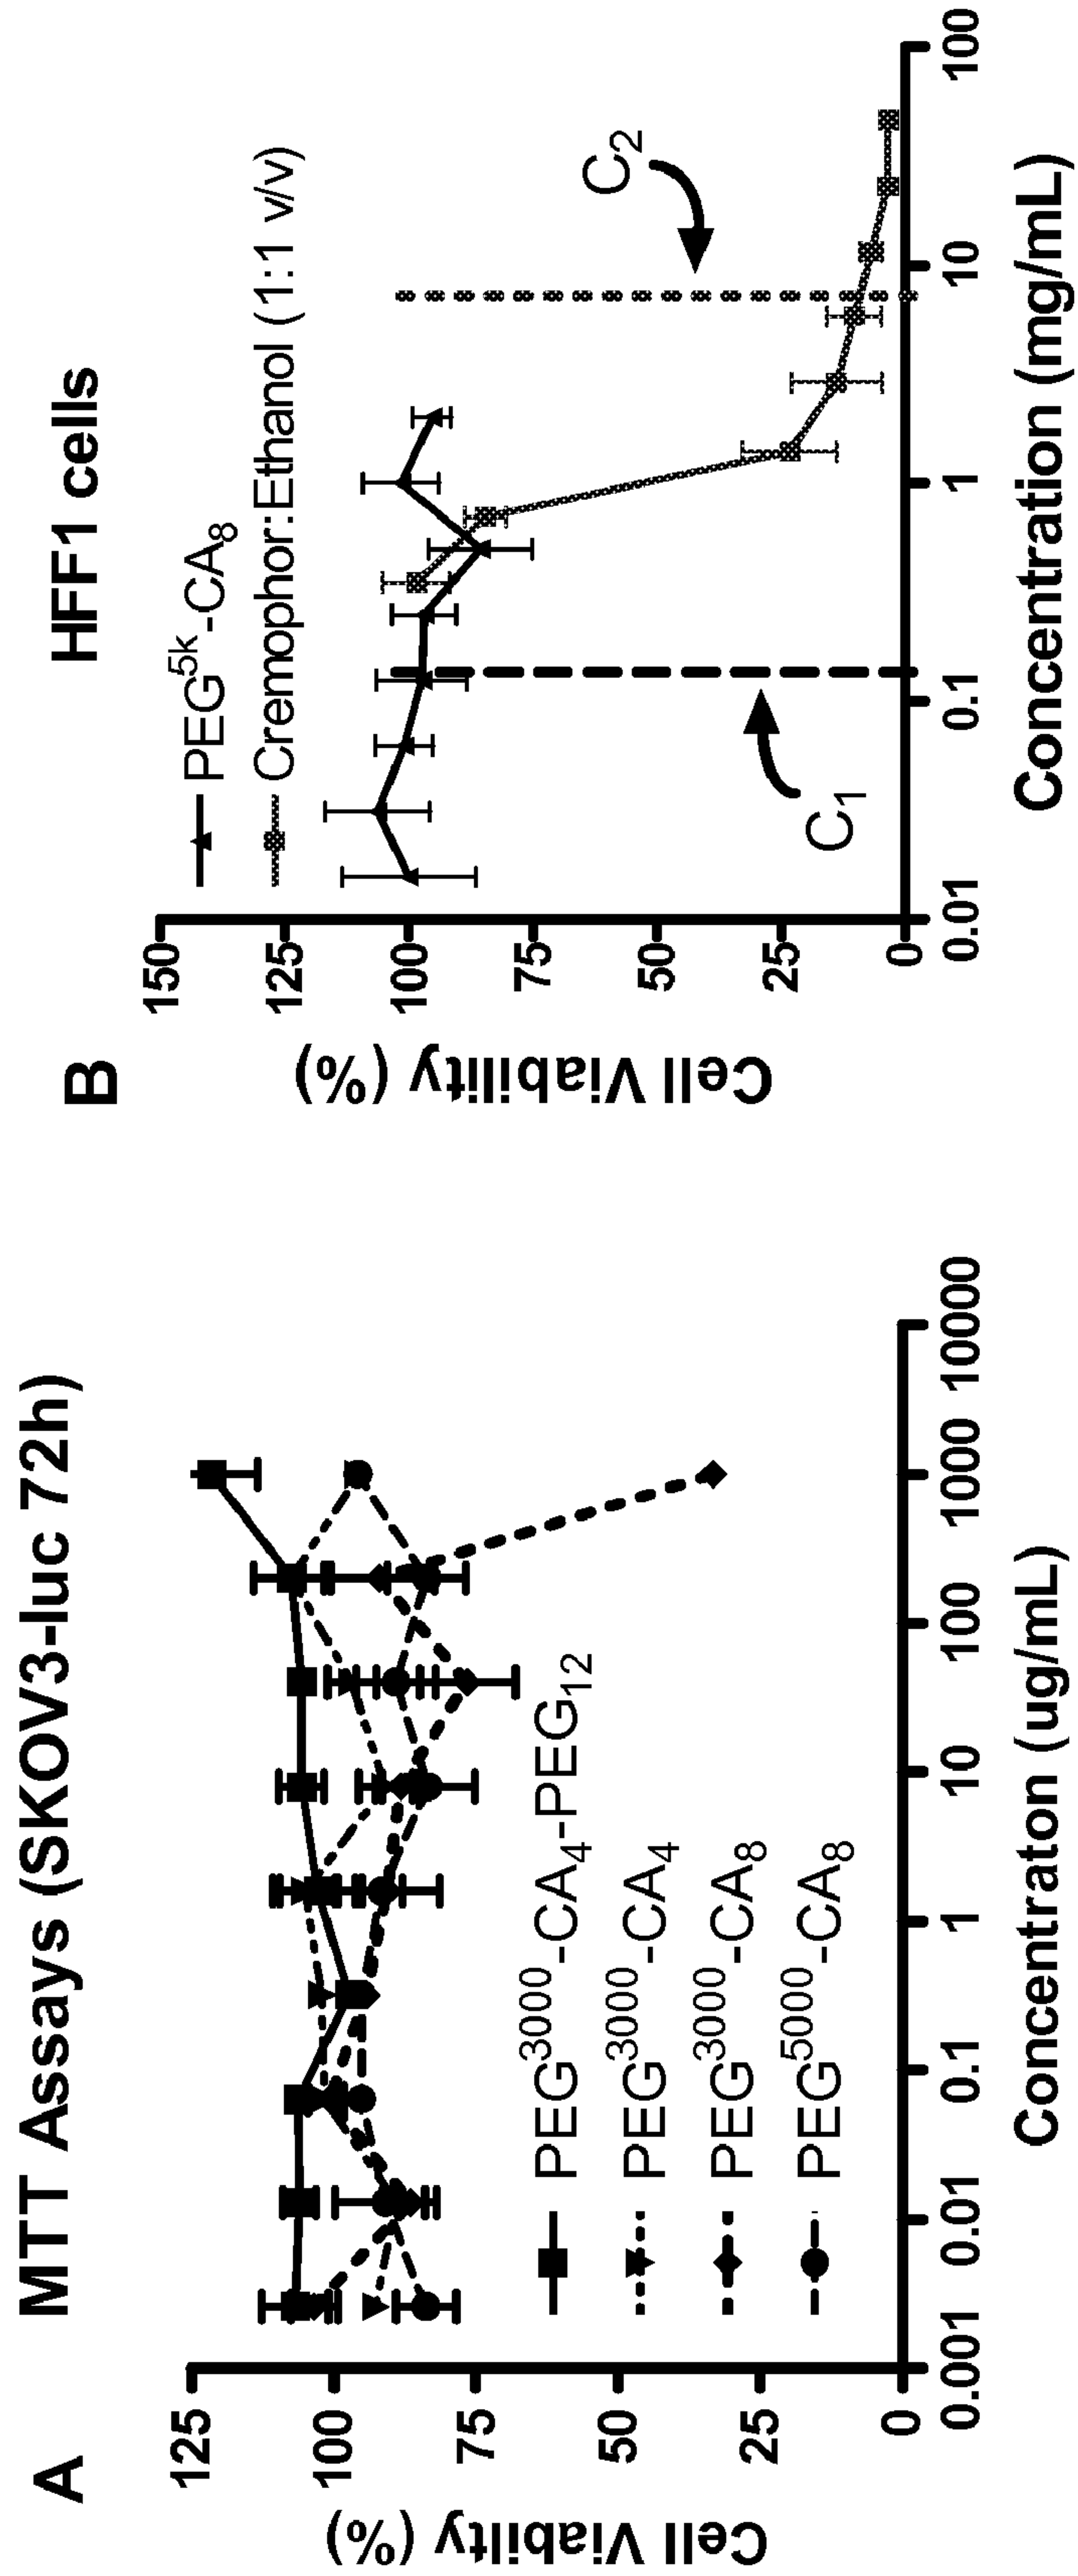 A
MTT Assays (SKOV3-luc 72h)
Cell Viability (%)
125
100
75
50
25
0
PEG³⁰⁰⁰-CA₄-PEG₁₂
PEG³⁰⁰⁰-CA₄
PEG³⁰⁰⁰-CA₈
PEG⁵⁰⁰⁰-CA₈
0.001 0.01 0.1 1 10 100 1000 10000
Concentraton (ug/mL)
B
HFF1 cells
Cell Viability (%)
150
125
100
75
50
25
0
PEG⁵ᵏ-CA₈
Cremophor:Ethanol (1:1 v/v)
C₁
C₂
0.01 0.1 1 10 100
Concentration (mg/mL)